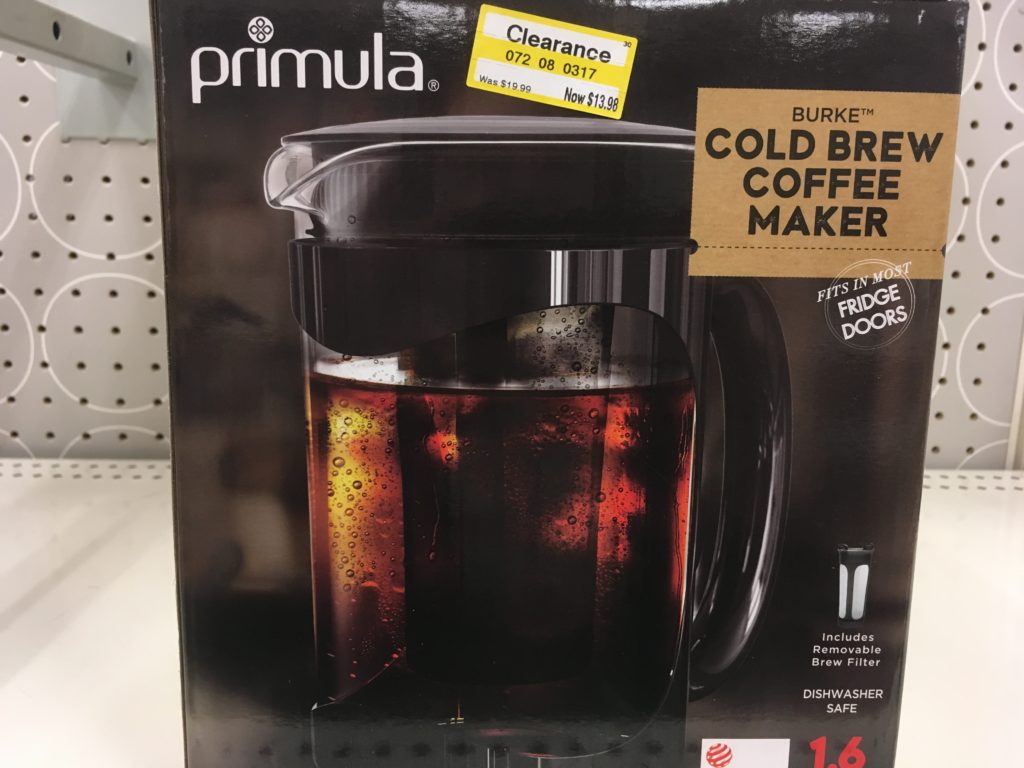 primula®
Clearance 30
072 08 0317
Was $19.99
Now $13.98
BURKE™
COLD BREW
COFFEE
MAKER
FITS IN MOST
FRIDGE
DOORS
Includes
Removable
Brew Filter
DISHWASHER
SAFE
1.6